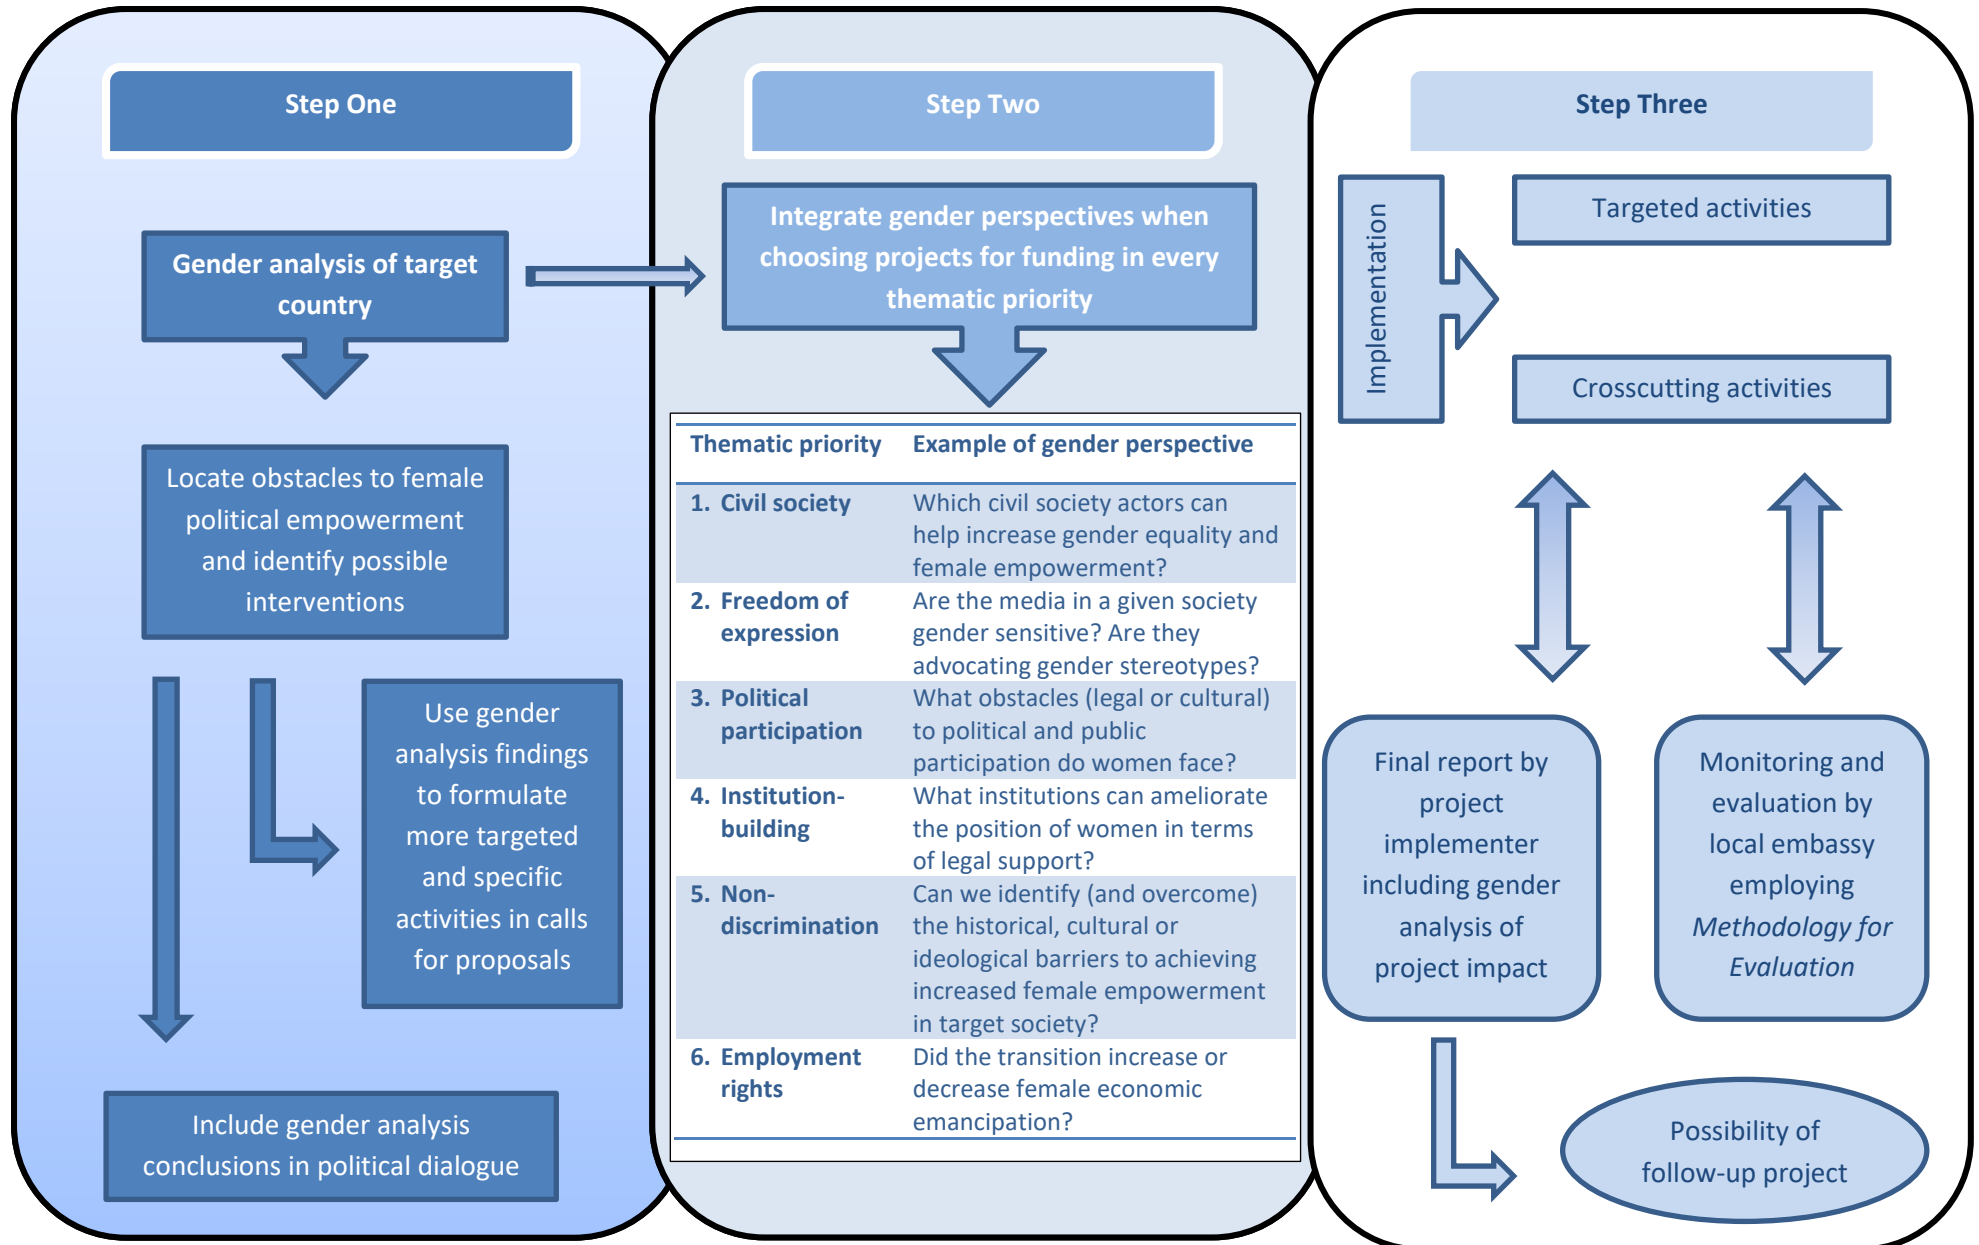 Step One
Gender analysis of target
country
Locate obstacles to female
political empowerment
and identify possible
interventions
Use gender
analysis findings
to formulate
more targeted
and specific
activities in calls
for proposals
Include gender analysis
conclusions in political dialogue
Step Two
Integrate gender perspectives when
choosing projects for funding in every
thematic priority
Thematic priority Example of gender perspective
1. Civil society Which civil society actors can
help increase gender equality and
female empowerment?
2. Freedom of Are the media in a given society
expression gender sensitive? Are they
advocating gender stereotypes?
3. Political What obstacles (legal or cultural)
participation to political and public
participation do women face?
4. Institution- What institutions can ameliorate
building the position of women in terms
of legal support?
5. Non- Can we identify (and overcome)
discrimination the historical, cultural or
ideological barriers to achieving
increased female empowerment
in target society?
6. Employment Did the transition increase or
rights decrease female economic
emancipation?
Step Three
Implementation
Targeted activities
Crosscutting activities
Final report by
project
implementer
including gender
analysis of
project impact
Monitoring and
evaluation by
local embassy
employing
Methodology for
Evaluation
Possibility of
follow-up project